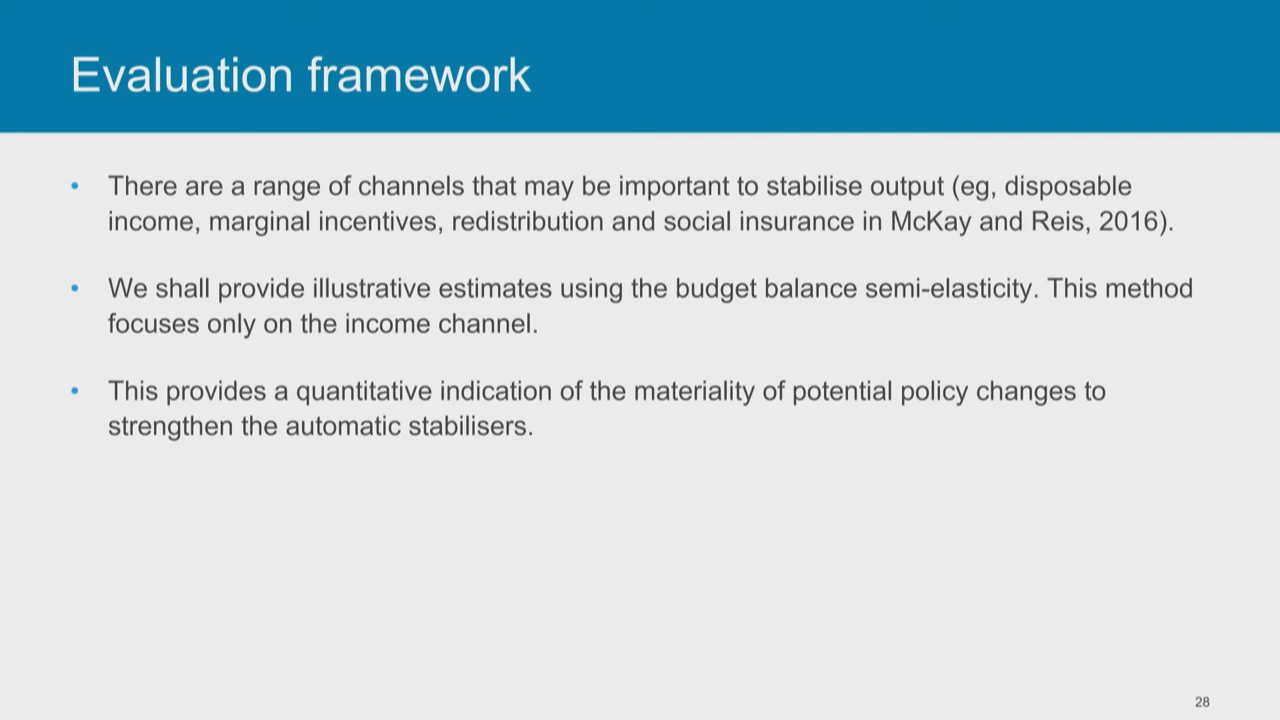 Evaluation framework
• There are a range of channels that may be important to stabilise output (eg, disposable
income, marginal incentives, redistribution and social insurance in McKay and Reis, 2016).
• We shall provide illustrative estimates using the budget balance semi-elasticity. This method
focuses only on the income channel.
• This provides a quantitative indication of the materiality of potential policy changes to
strengthen the automatic stabilisers.
28